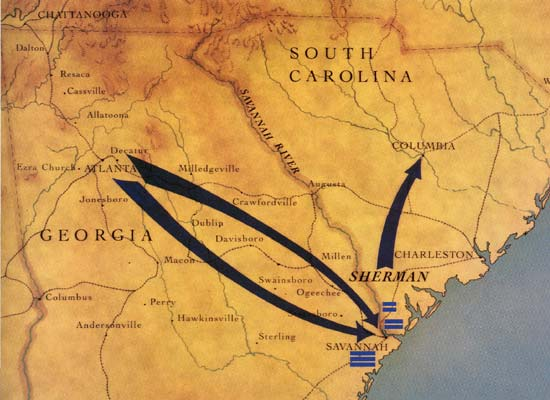 CHATTANOOGA
Dalton
Resaca
Cassville
Allatoona
SOUTH
CAROLINA
SAVANNAH RIVER
COLUMBIA
Decatur
Ezra Church
ATLANTA
Milledgeville
Augusta
Jonesboro
Crawfordville
Dublip
GEORGIA
Davisboro
Macon
Millen
CHARLESTON
SHERMAN
Swainsboro
Ogeechee
Columbus
Perry
Hawkinsville
Andersonville
Sterling
SAVANNAH